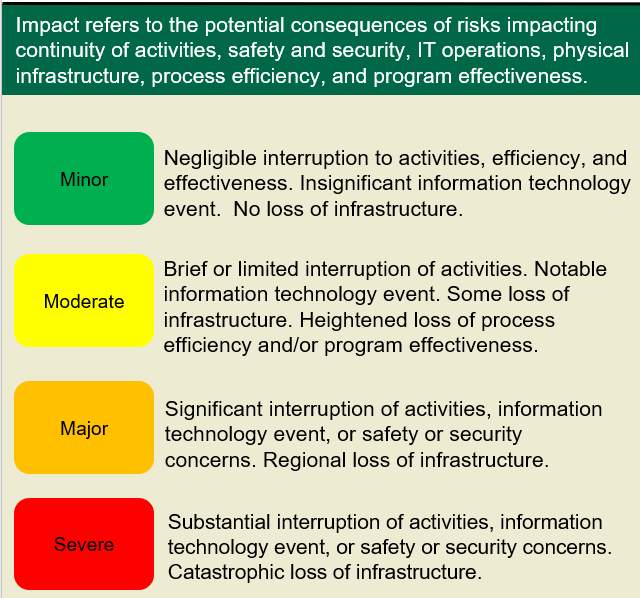 Impact refers to the potential consequences of risks impacting
continuity of activities, safety and security, IT operations, physical
infrastructure, process efficiency, and program effectiveness.
Minor
Negligible interruption to activities, efficiency, and
effectiveness. Insignificant information technology
event.  No loss of infrastructure.
Moderate
Brief or limited interruption of activities. Notable
information technology event. Some loss of
infrastructure. Heightened loss of process
efficiency and/or program effectiveness.
Major
Significant interruption of activities, information
technology event, or safety or security
concerns. Regional loss of infrastructure.
Severe
Substantial interruption of activities, information
technology event, or safety or security concerns.
Catastrophic loss of infrastructure.